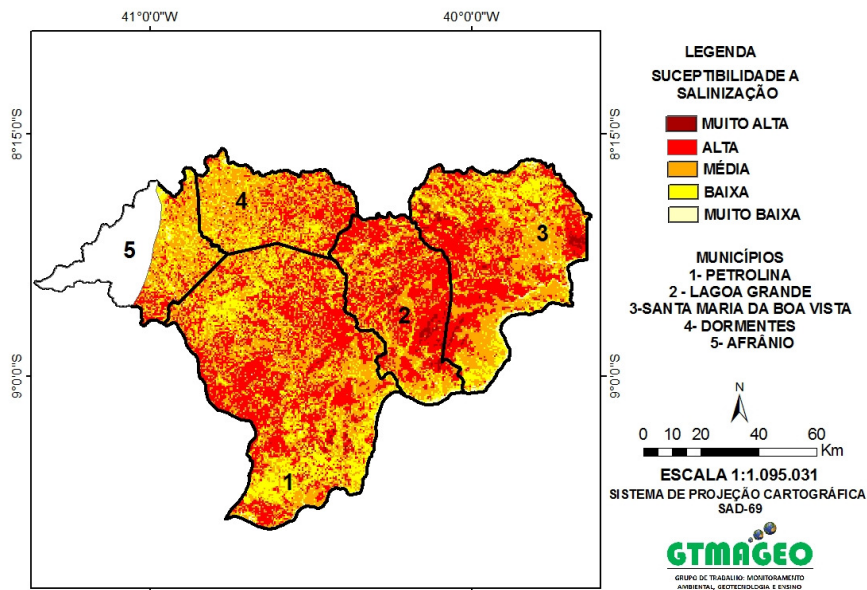 41°0'0"W
40°0'0"W
8°15'0"S
8°15'0"S
9°0'0"S
9°0'0"S
4
3
5
2
1
LEGENDA
SUCEPTIBILIDADE A
SALINIZAÇÃO
MUITO ALTA
ALTA
MÉDIA
BAIXA
MUITO BAIXA
MUNICÍPIOS
1- PETROLINA
2 - LAGOA GRANDE
3-SANTA MARIA DA BOA VISTA
4- DORMENTES
5- AFRÂNIO
N
0 5 10 20 40 60
Km
ESCALA 1:1.095.031
SISTEMA DE PROJEÇÃO CARTOGRÁFICA
SAD-69
GTMAGEO
GRUPO DE TRABALHO: MONITORAMENTO
AMBIENTAL, GEOTECNOLOGIA E ENSINO